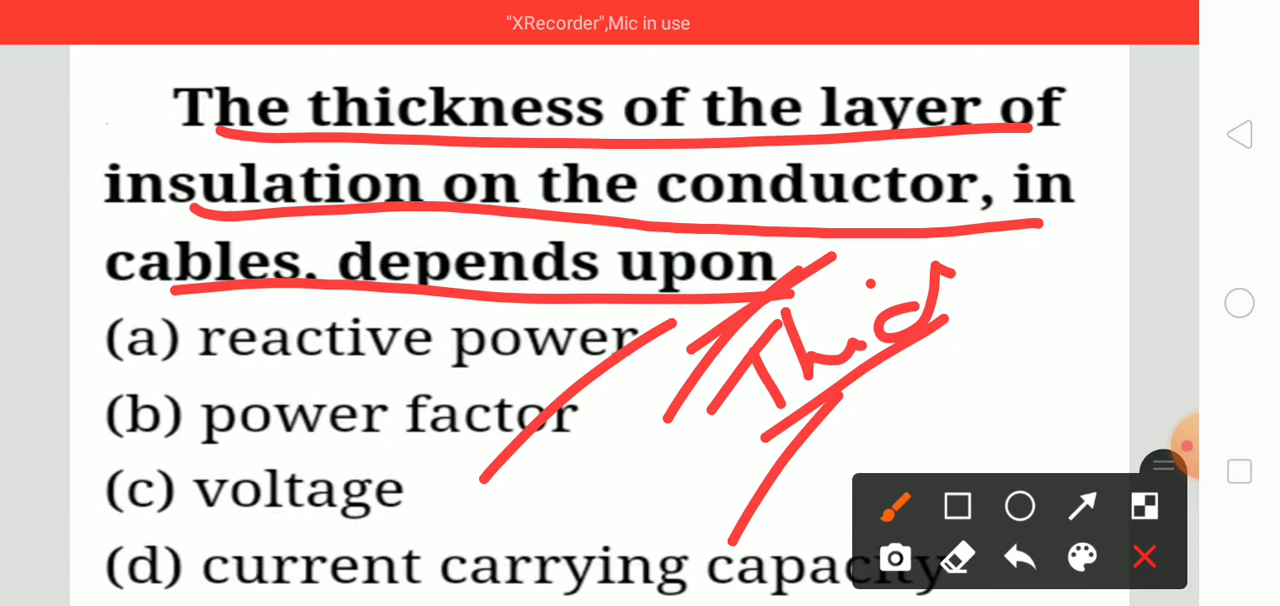 "XRecorder",Mic in use
The thickness of the layer of
insulation on the conductor, in
cables, depends upon
(a) reactive power
(b) power factor
(c) voltage
(d) current carrying capacity